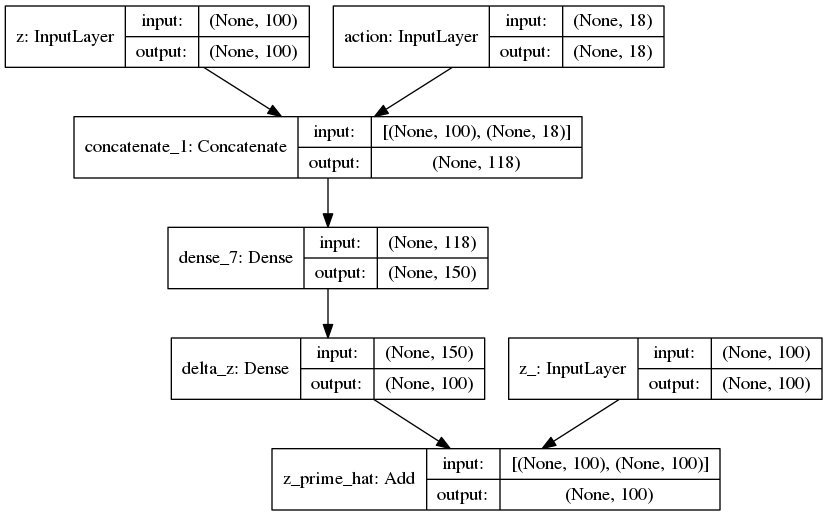 z: InputLayer
input: (None, 100)
output: (None, 100)
action: InputLayer
input: (None, 18)
output: (None, 18)
concatenate_1: Concatenate
input: [(None, 100), (None, 18)]
output: (None, 118)
dense_7: Dense
input: (None, 118)
output: (None, 150)
delta_z: Dense
input: (None, 150)
output: (None, 100)
z_: InputLayer
input: (None, 100)
output: (None, 100)
z_prime_hat: Add
input: [(None, 100), (None, 100)]
output: (None, 100)